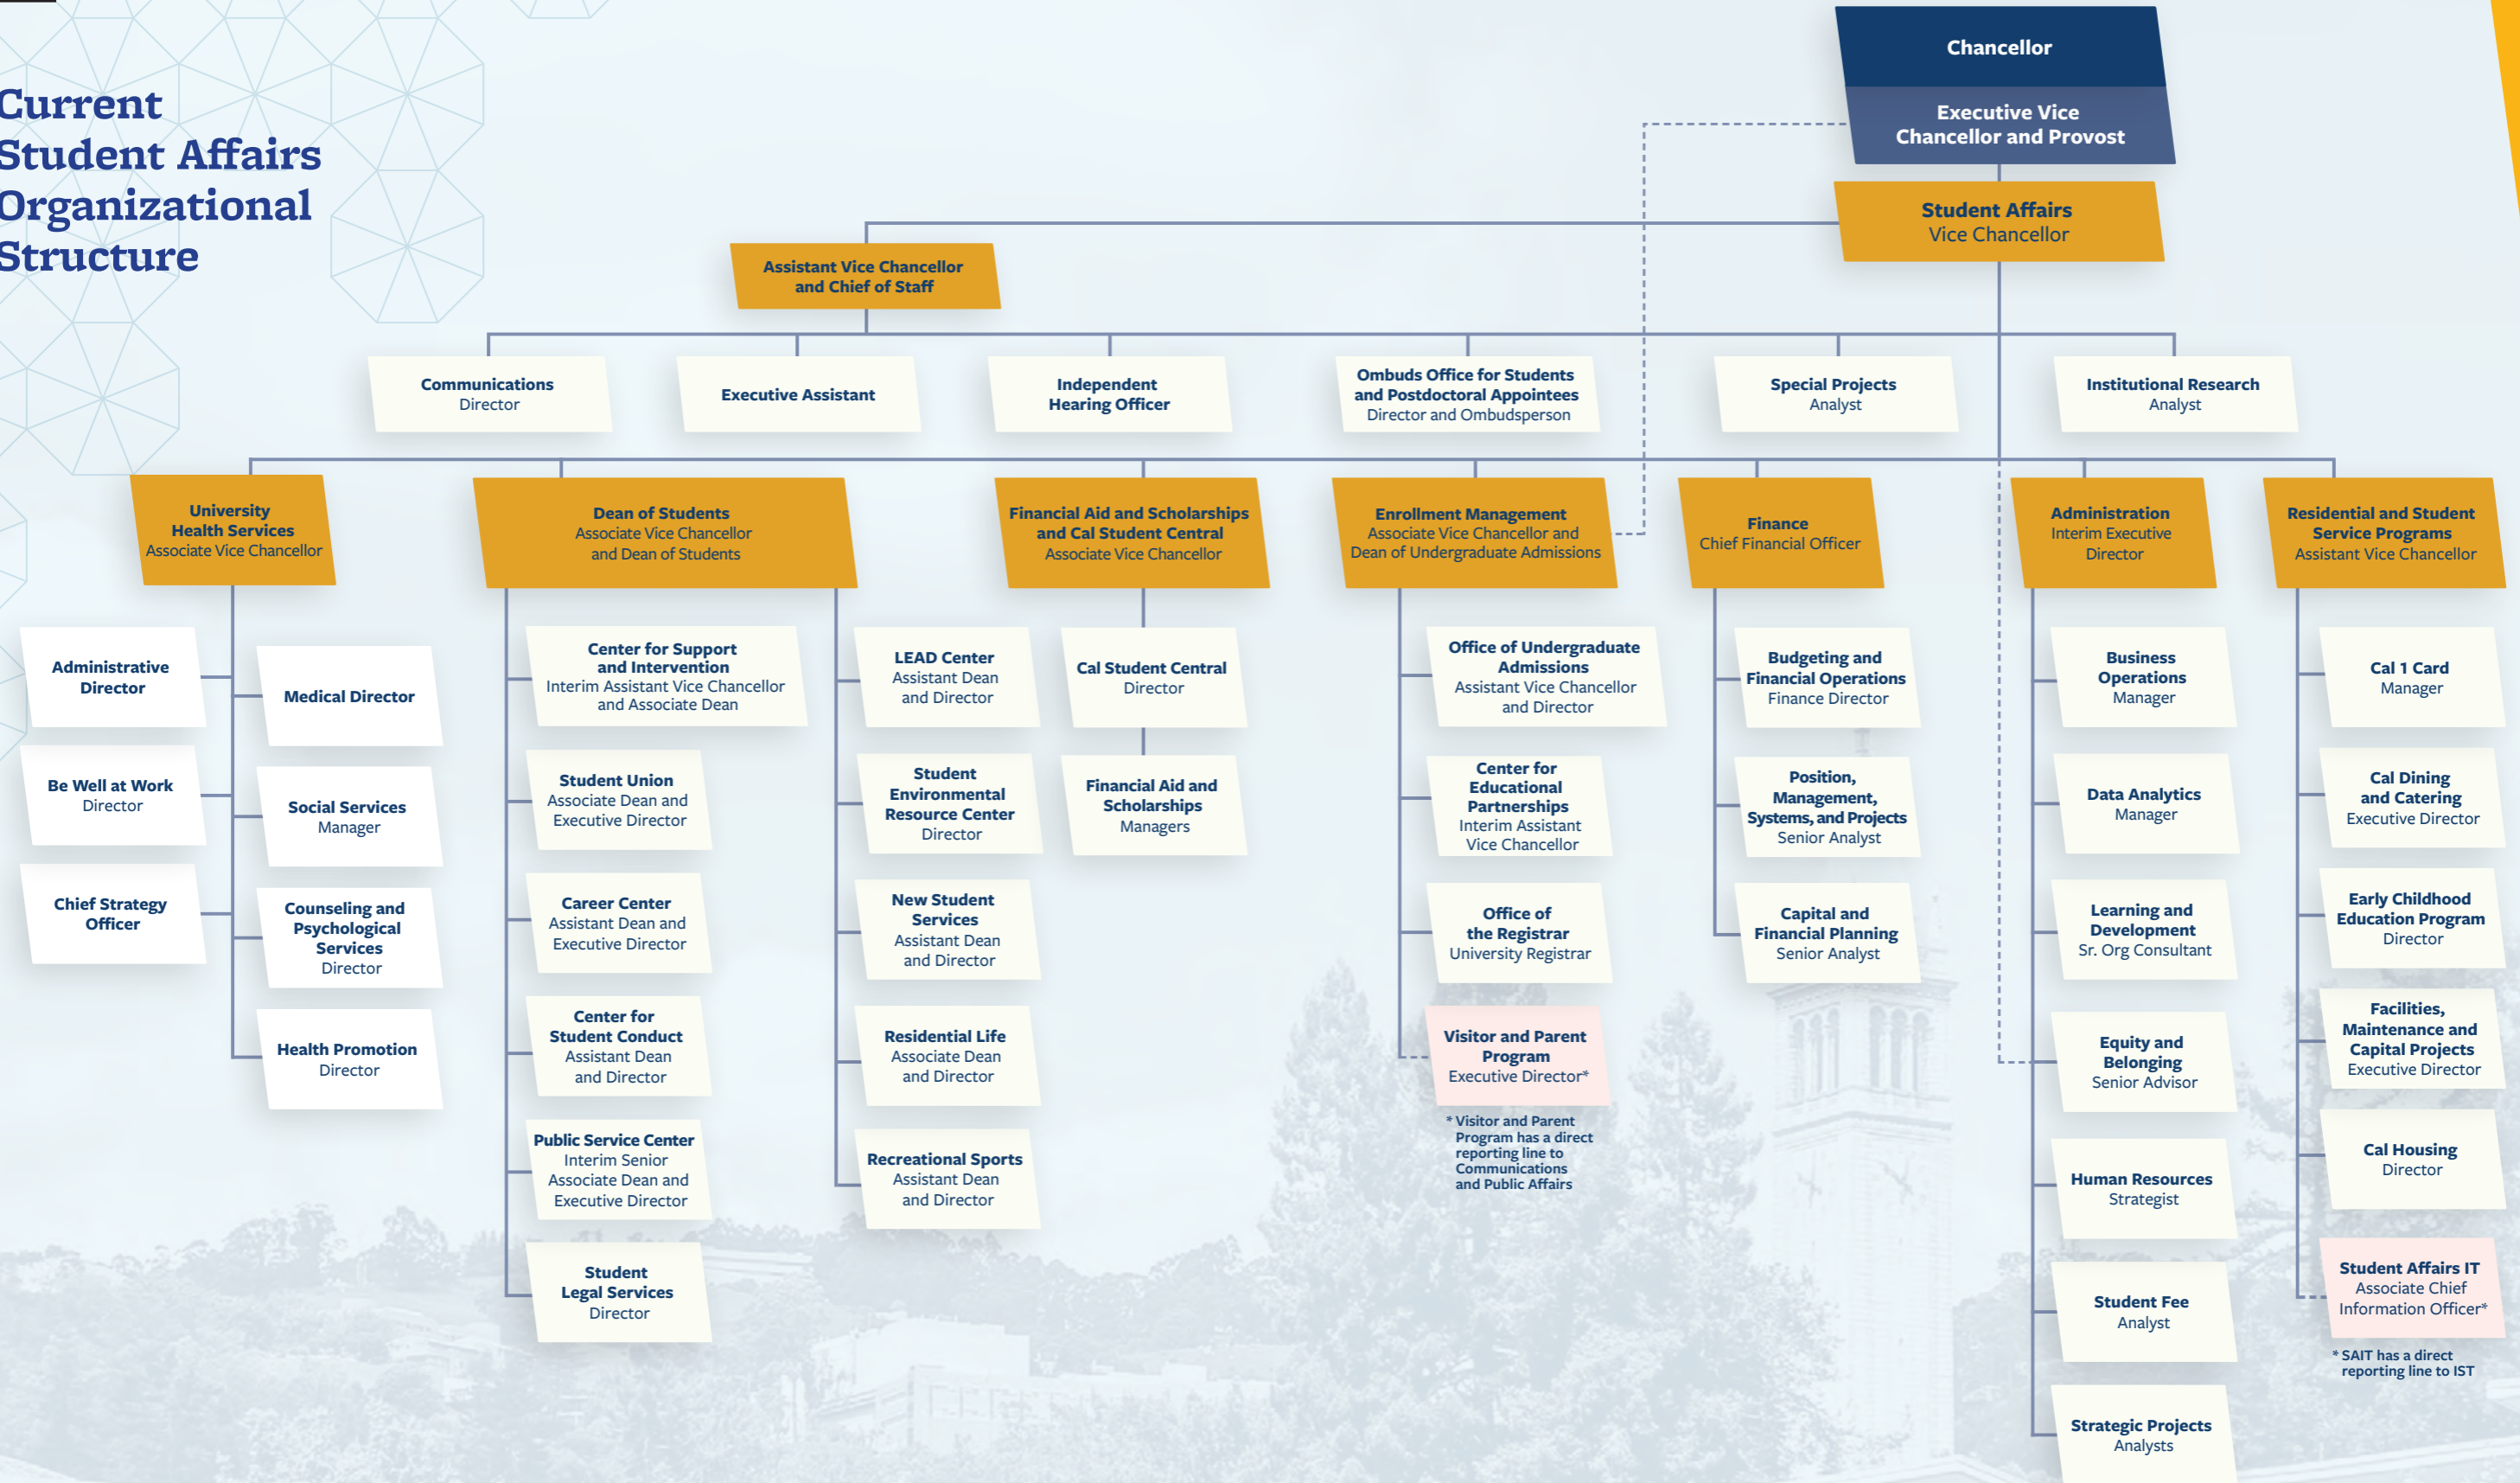 Current
Student Affairs
Organizational
Structure
Chancellor
Executive Vice
Chancellor and Provost
Student Affairs
Vice Chancellor
Assistant Vice Chancellor
and Chief of Staff
Communications
Director
Executive Assistant
Independent
Hearing Officer
Ombuds Office for Students
and Postdoctoral Appointees
Director and Ombudsperson
Special Projects
Analyst
Institutional Research
Analyst
University
Health Services
Associate Vice Chancellor
Dean of Students
Associate Vice Chancellor
and Dean of Students
Financial Aid and Scholarships
and Cal Student Central
Associate Vice Chancellor
Enrollment Management
Associate Vice Chancellor and
Dean of Undergraduate Admissions
Finance
Chief Financial Officer
Administration
Interim Executive
Director
Residential and Student
Service Programs
Assistant Vice Chancellor
Administrative
Director
Be Well at Work
Director
Chief Strategy
Officer
Medical Director
Social Services
Manager
Counseling and
Psychological
Services
Director
Health Promotion
Director
Center for Support
and Intervention
Interim Assistant Vice Chancellor
and Associate Dean
Student Union
Associate Dean and
Executive Director
Career Center
Assistant Dean and
Executive Director
Center for
Student Conduct
Assistant Dean
and Director
Public Service Center
Interim Senior
Associate Dean and
Executive Director
Student
Legal Services
Director
LEAD Center
Assistant Dean
and Director
Student
Environmental
Resource Center
Director
New Student
Services
Assistant Dean
and Director
Residential Life
Associate Dean
and Director
Recreational Sports
Assistant Dean
and Director
Cal Student Central
Director
Financial Aid and
Scholarships
Managers
Office of Undergraduate
Admissions
Assistant Vice Chancellor
and Director
Center for
Educational
Partnerships
Interim Assistant
Vice Chancellor
Office of
the Registrar
University Registrar
Visitor and Parent
Program
Executive Director*
* Visitor and Parent
Program has a direct
reporting line to
Communications
and Public Affairs
Budgeting and
Financial Operations
Finance Director
Position,
Management,
Systems, and Projects
Senior Analyst
Capital and
Financial Planning
Senior Analyst
Business
Operations
Manager
Data Analytics
Manager
Learning and
Development
Sr. Org Consultant
Equity and
Belonging
Senior Advisor
Human Resources
Strategist
Student Fee
Analyst
Strategic Projects
Analysts
Cal 1 Card
Manager
Cal Dining
and Catering
Executive Director
Early Childhood
Education Program
Director
Facilities,
Maintenance and
Capital Projects
Executive Director
Cal Housing
Director
Student Affairs IT
Associate Chief
Information Officer*
* SAIT has a direct
reporting line to IST